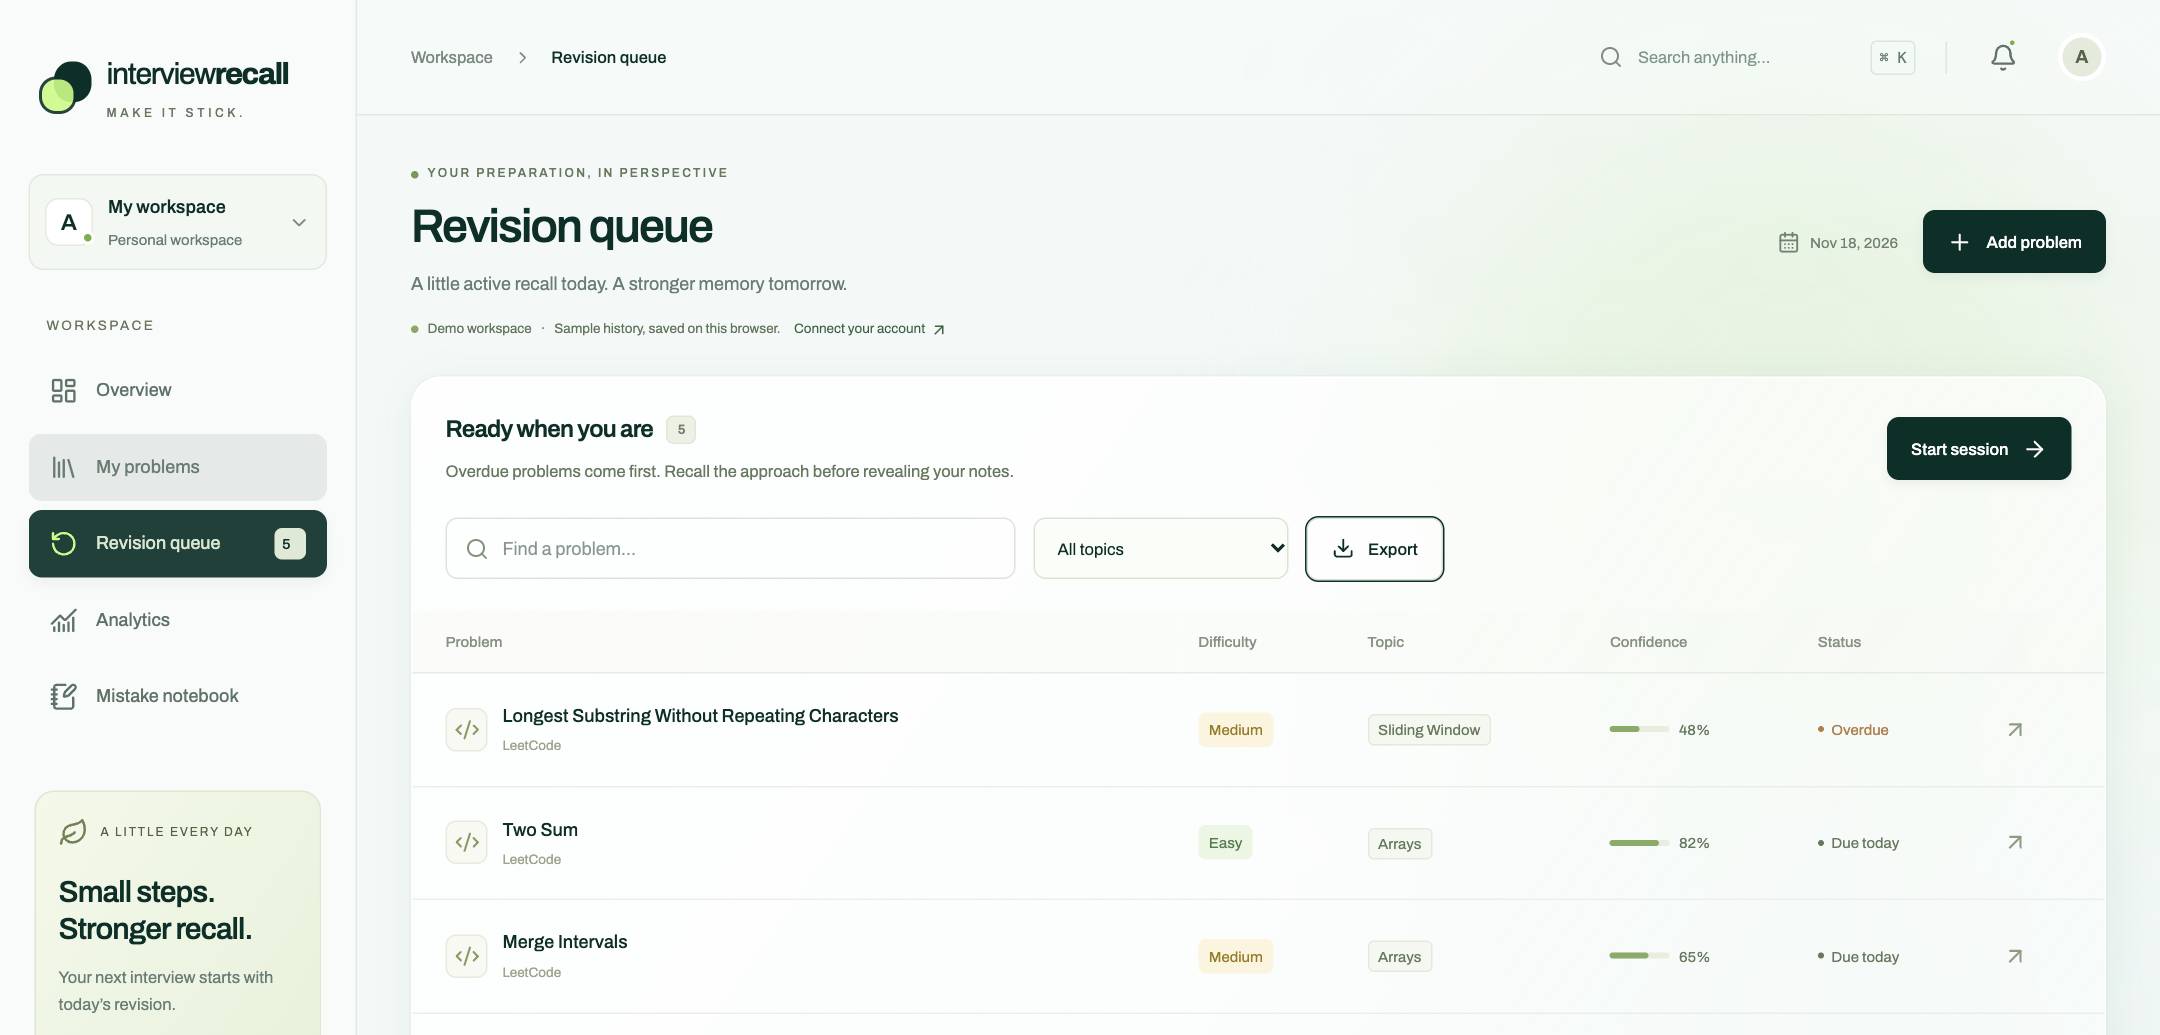 interviewrecall
MAKE IT STICK.
A
My workspace
Personal workspace
WORKSPACE
Overview
My problems
Revision queue
5
Analytics
Mistake notebook
A LITTLE EVERY DAY
Small steps.
Stronger recall.
Your next interview starts with
today's revision.
Workspace
Revision queue
Search anything...
⌘ K
A
YOUR PREPARATION, IN PERSPECTIVE
Revision queue
A little active recall today. A stronger memory tomorrow.
Demo workspace · Sample history, saved on this browser. Connect your account
Nov 18, 2026
Add problem
Ready when you are 5
Overdue problems come first. Recall the approach before revealing your notes.
Start session
Find a problem...
All topics
Export
Problem Difficulty Topic Confidence Status
Longest Substring Without Repeating Characters
LeetCode
Medium Sliding Window 48% Overdue
Two Sum
LeetCode
Easy Arrays 82% Due today
Merge Intervals
LeetCode
Medium Arrays 65% Due today